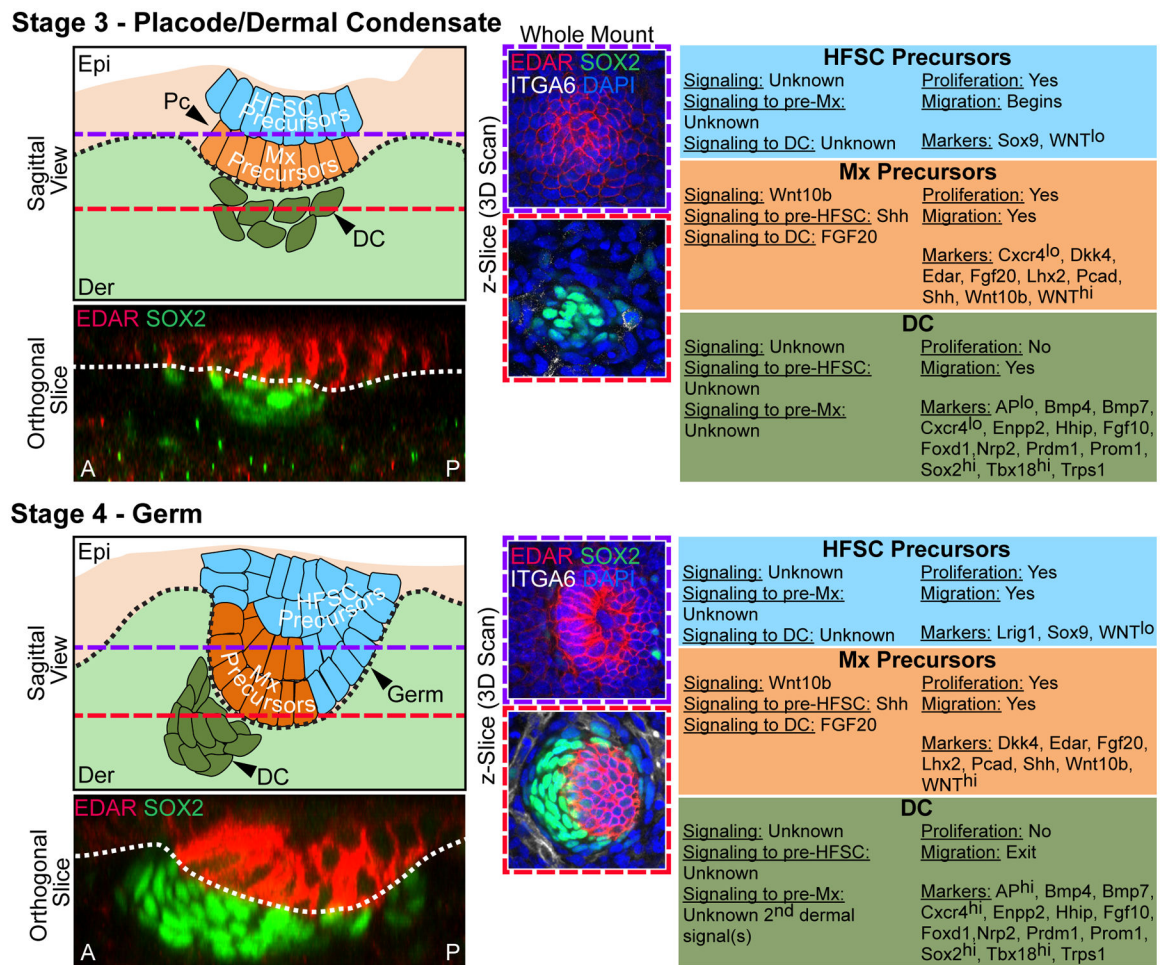 Stage 3 - Placode/Dermal Condensate
Sagittal View
Epi
Pc
HFSC Precursors
Mx Precursors
DC
Der
Orthogonal Slice
EDAR SOX2
A
P
Whole Mount
z-Slice (3D Scan)
EDAR SOX2
ITGA6 DAPI
HFSC Precursors
Signaling: Unknown
Signaling to pre-Mx:
Unknown
Signaling to DC: Unknown
Proliferation: Yes
Migration: Begins
Markers: Sox9, WNTlo
Mx Precursors
Signaling: Wnt10b
Signaling to pre-HFSC: Shh
Signaling to DC: FGF20
Proliferation: Yes
Migration: Yes
Markers: Cxcr4lo, Dkk4,
Edar, Fgf20, Lhx2, Pcad,
Shh, Wnt10b, WNThi
DC
Signaling: Unknown
Signaling to pre-HFSC:
Unknown
Signaling to pre-Mx:
Unknown
Proliferation: No
Migration: Yes
Markers: APlo, Bmp4, Bmp7,
Cxcr4lo, Enpp2, Hhip, Fgf10,
Foxd1,Nrp2, Prdm1, Prom1,
Sox2hi, Tbx18hi, Trps1
Stage 4 - Germ
Sagittal View
Epi
HFSC Precursors
Mx Precursors
Germ
DC
Der
Orthogonal Slice
EDAR SOX2
A
P
z-Slice (3D Scan)
EDAR SOX2
ITGA6 DAPI
HFSC Precursors
Signaling: Unknown
Signaling to pre-Mx:
Unknown
Signaling to DC: Unknown
Proliferation: Yes
Migration: Yes
Markers: Lrig1, Sox9, WNTlo
Mx Precursors
Signaling: Wnt10b
Signaling to pre-HFSC: Shh
Signaling to DC: FGF20
Proliferation: Yes
Migration: Yes
Markers: Dkk4, Edar, Fgf20,
Lhx2, Pcad, Shh, Wnt10b,
WNThi
DC
Signaling: Unknown
Signaling to pre-HFSC:
Unknown
Signaling to pre-Mx:
Unknown 2nd dermal
signal(s)
Proliferation: No
Migration: Exit
Markers: APhi, Bmp4, Bmp7,
Cxcr4hi, Enpp2, Hhip, Fgf10,
Foxd1,Nrp2, Prdm1, Prom1,
Sox2hi, Tbx18hi, Trps1